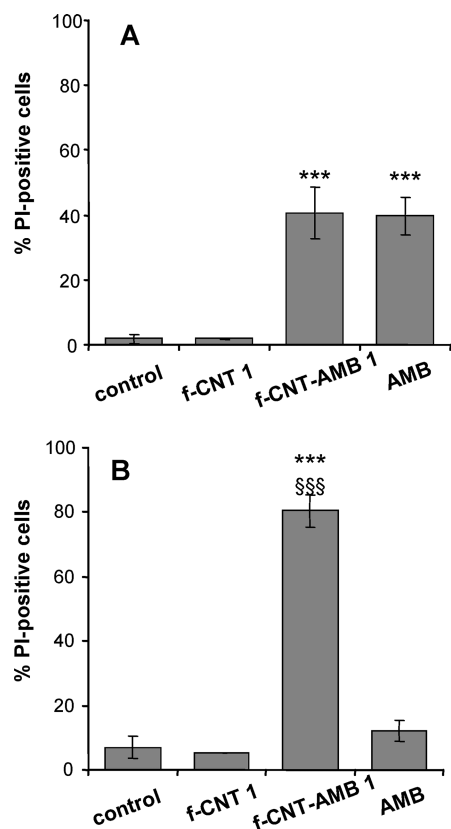 A
% PI-positive cells
100
80
60
40
20
0
*** ***
control f-CNT 1 f-CNT-AMB 1 AMB
B
% PI-positive cells
100
80
60
40
20
0
***
§§§
control f-CNT 1 f-CNT-AMB 1 AMB